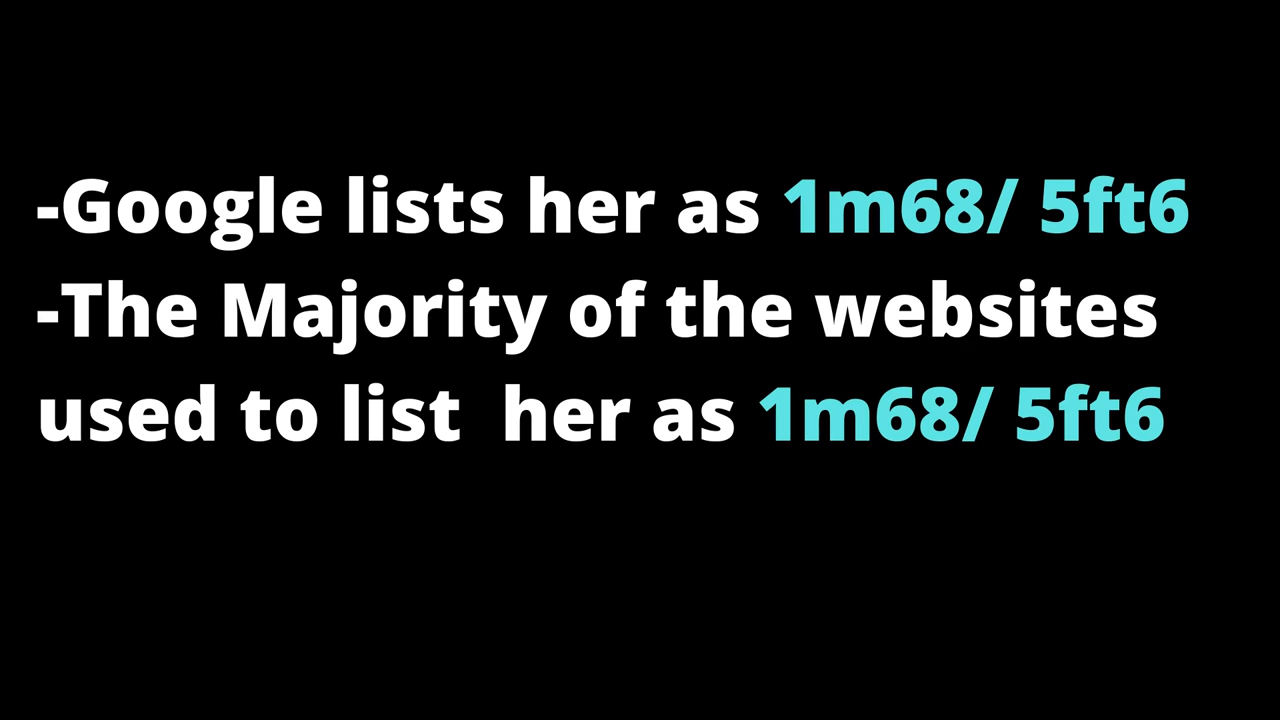 -Google lists her as 1m68/ 5ft6
-The Majority of the websites
used to list  her as 1m68/ 5ft6